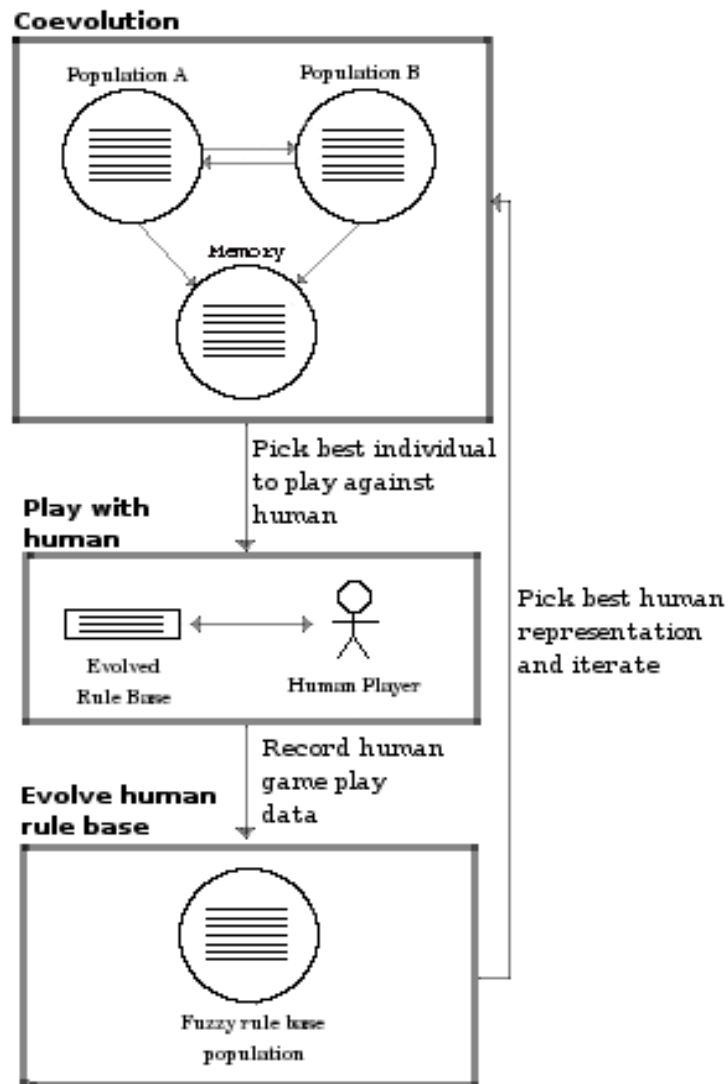 Coevolution
Population A
Population B
Memory
Pick best individual
to play against
human
Play with
human
Evolved
Rule Base
Human Player
Pick best human
representation
and iterate
Record human
game play
data
Evolve human
rule base
Fuzzy rule base
population